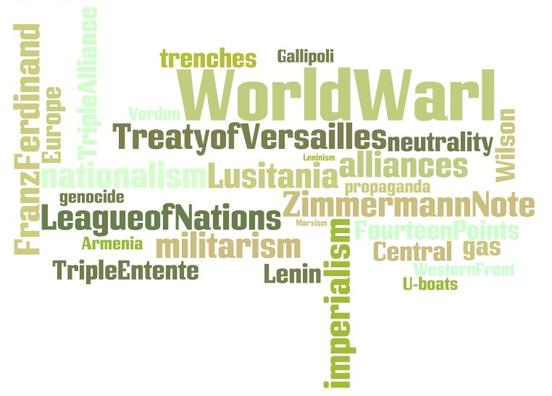 FranzFerdinand
Europe
TripleAlliance
trenches
Gallipoli
WorldWarI
Verdun
TreatyofVersailles
neutrality
Wilson
Leninism
alliances
nationalism
Lusitania
propaganda
genocide
ZimmermannNote
LeagueofNations
Marxism
FourteenPoints
Armenia
militarism
Central
gas
TripleEntente
Lenin
imperialism
WesternFront
U-boats